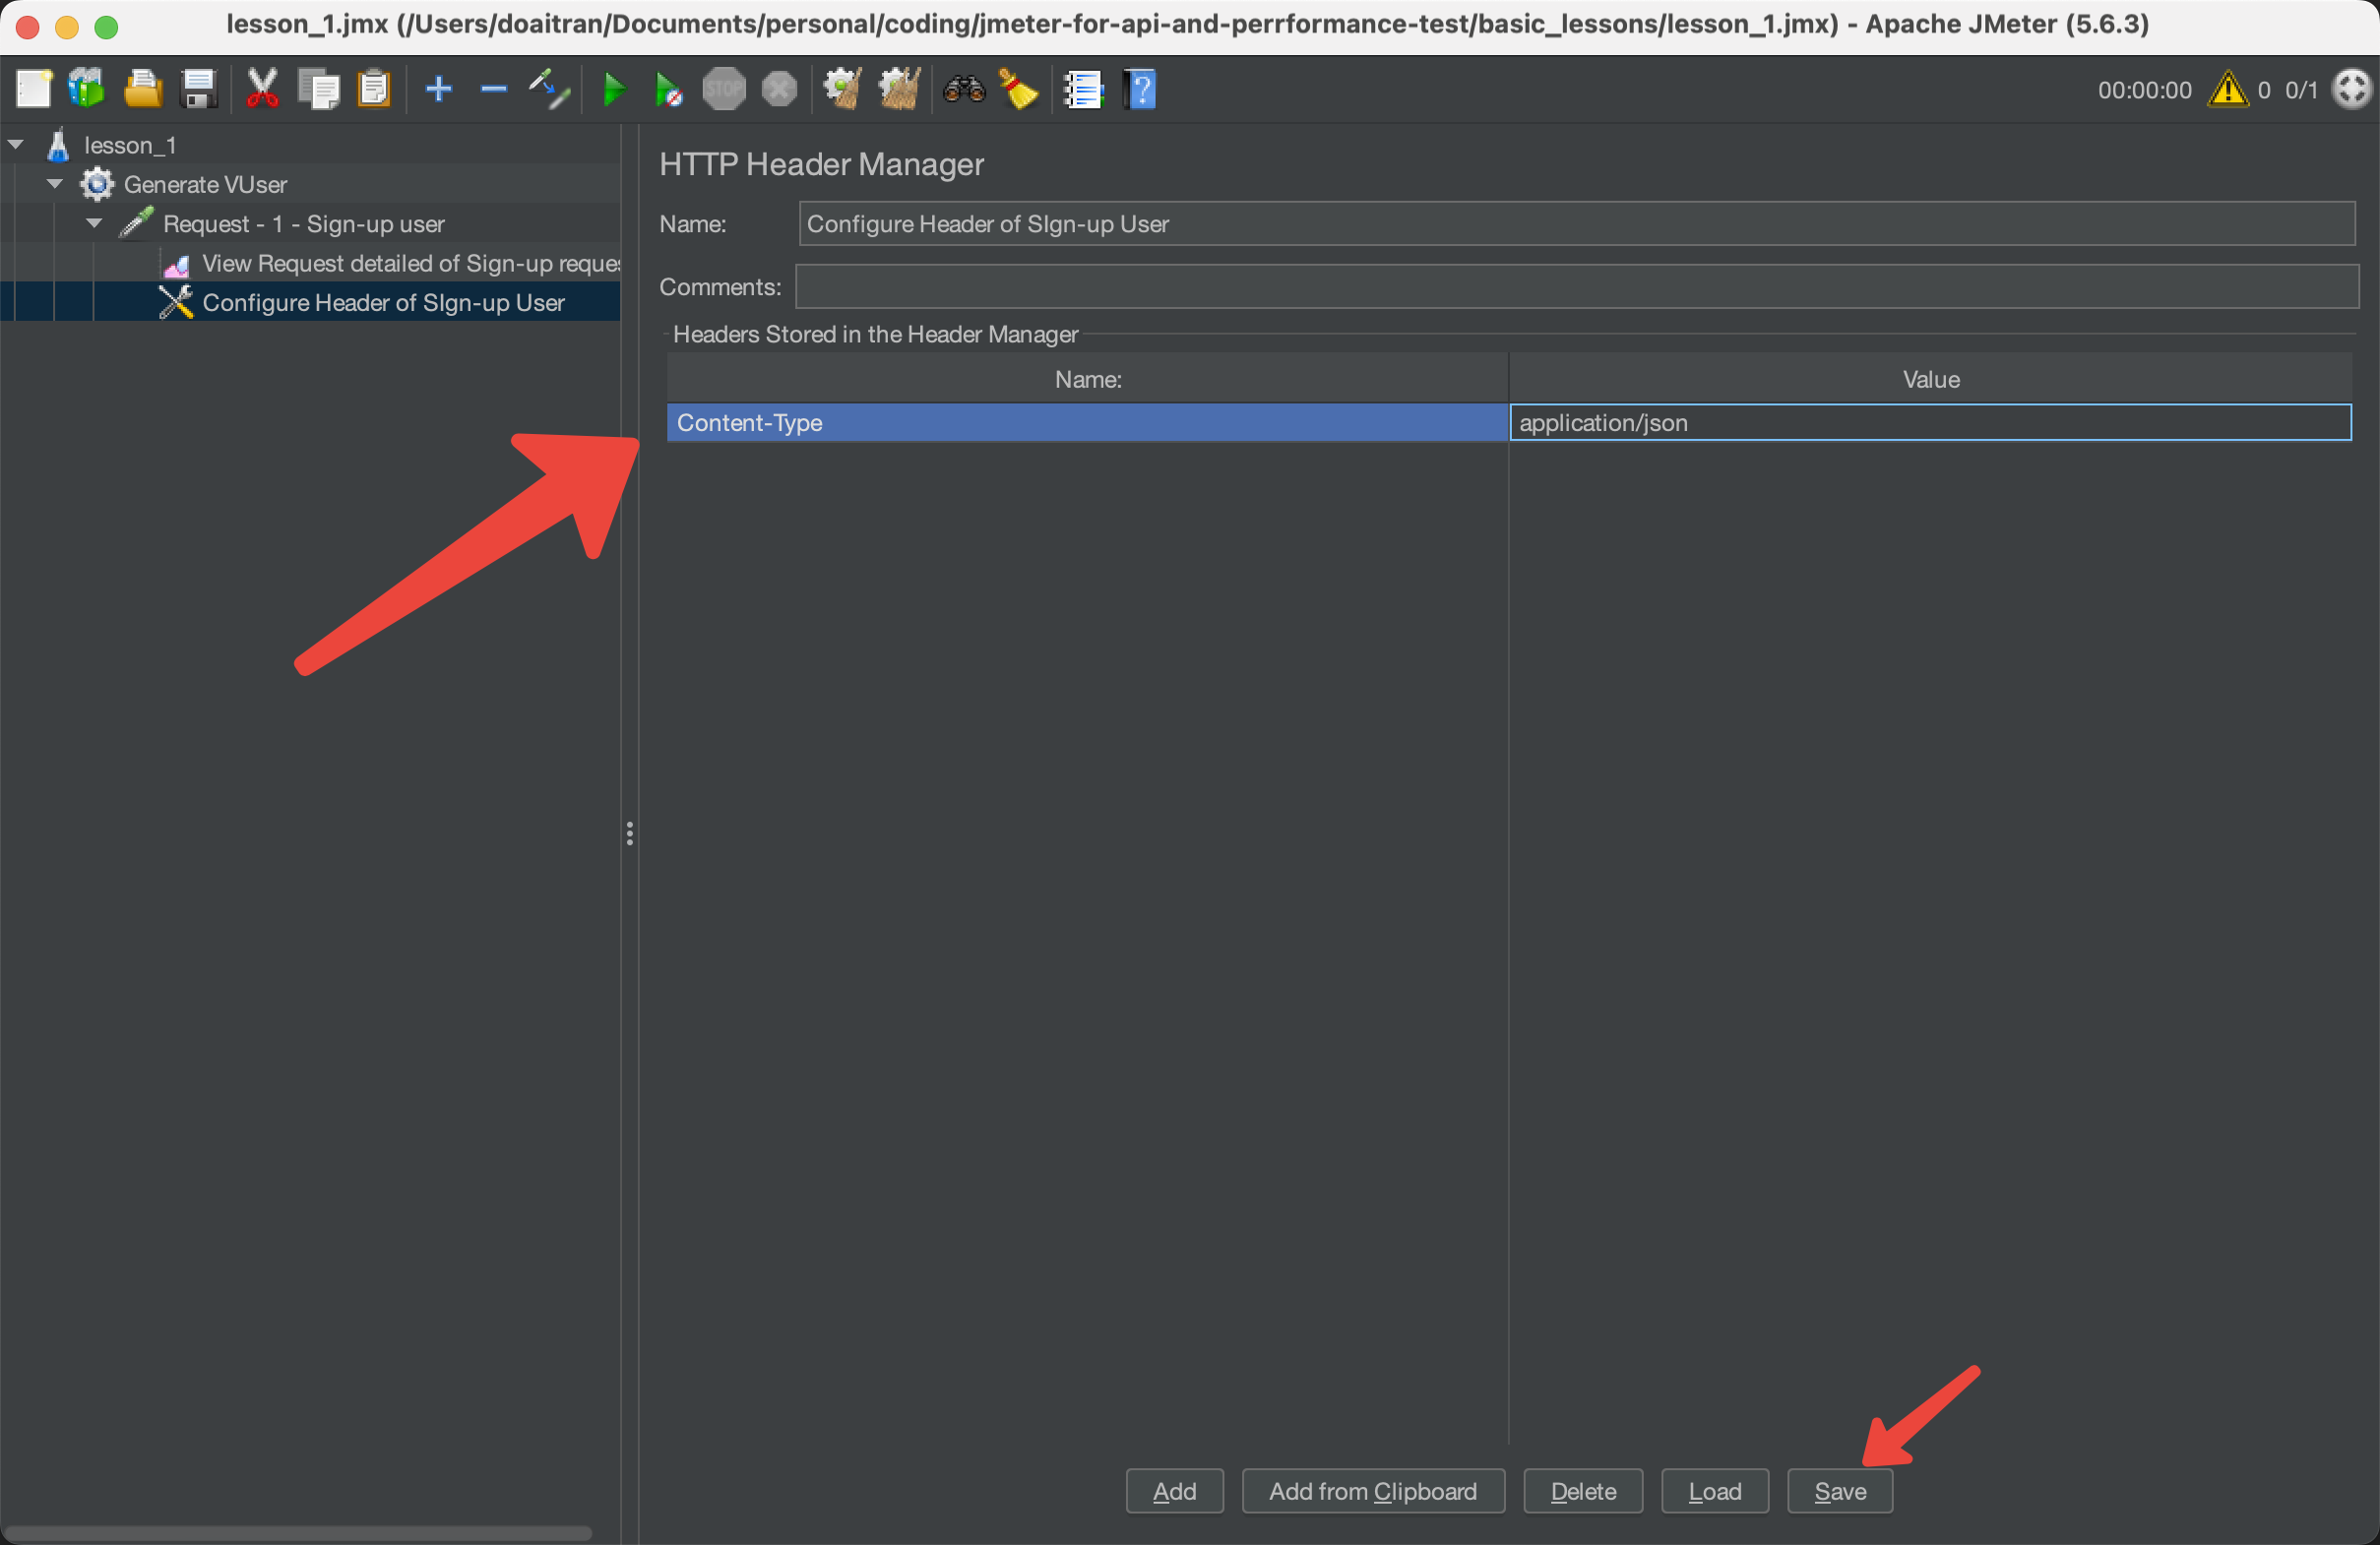 lesson_1.jmx (/Users/doaitran/Documents/personal/coding/jmeter-for-api-and-perrformance-test/basic_lessons/lesson_1.jmx) - Apache JMeter (5.6.3)
STOP
?
00:00:00 0 0/1
lesson_1
Generate VUser
Request - 1 - Sign-up user
View Request detailed of Sign-up reques
Configure Header of SIgn-up User
HTTP Header Manager
Name: Configure Header of SIgn-up User
Comments:
Headers Stored in the Header Manager
Name: Value
Content-Type application/json
Add Add from Clipboard Delete Load Save